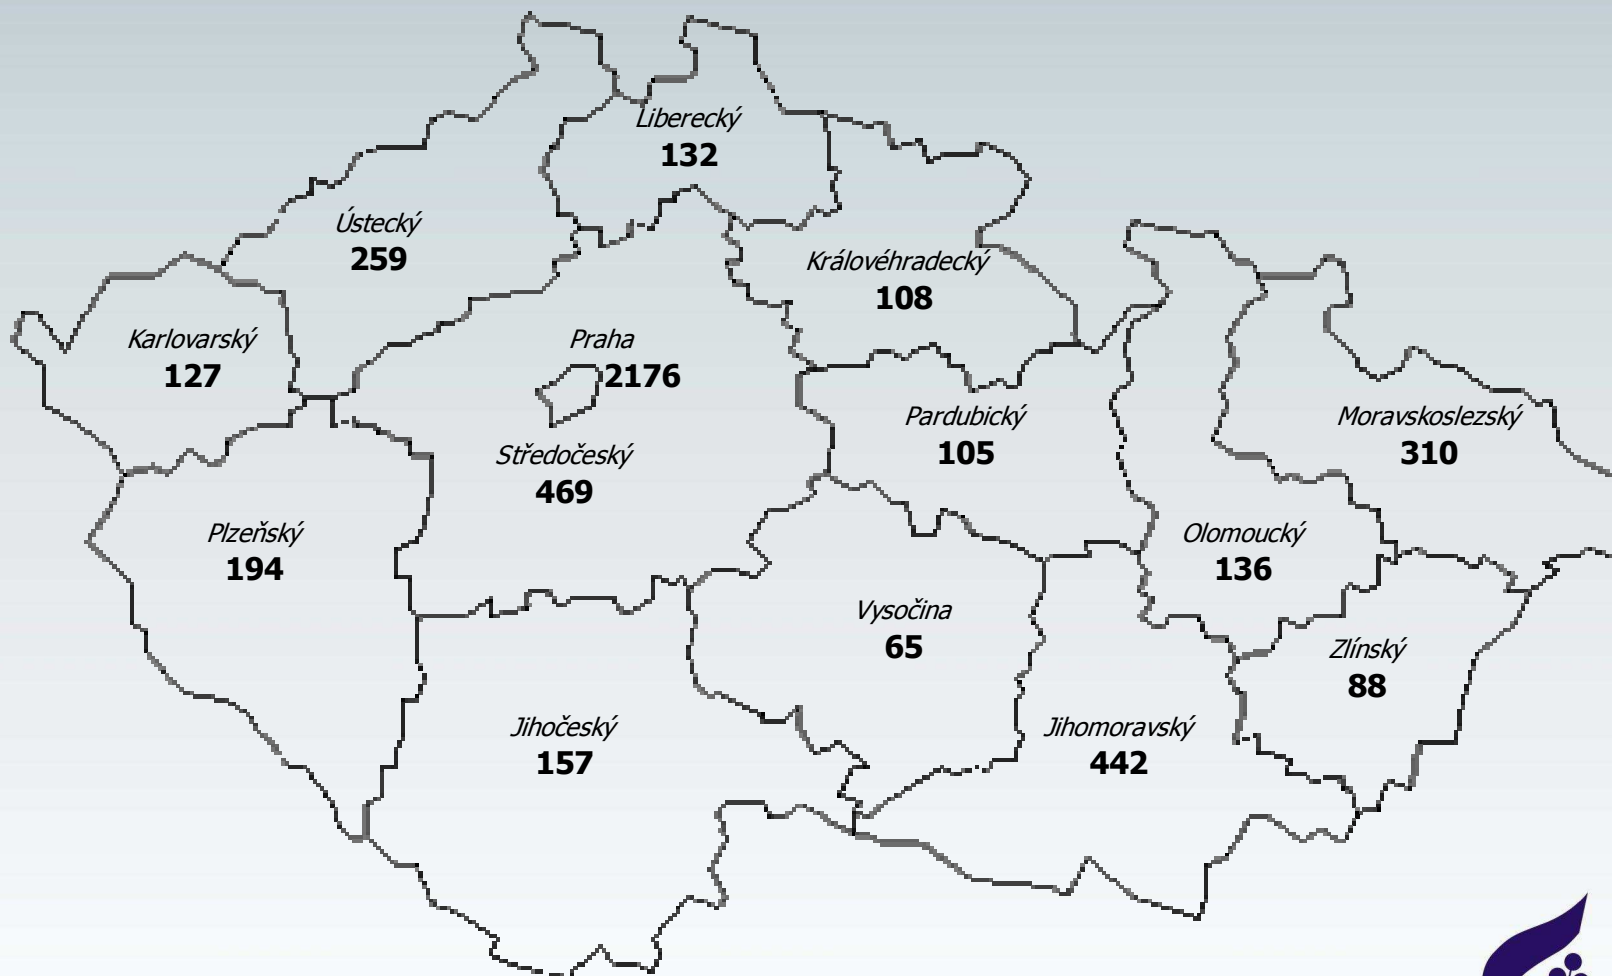 Liberecký
132
Ústecký
259
Královéhradecký
108
Karlovarský
127
Praha
2176
Pardubický
105
Moravskoslezský
310
Středočeský
469
Plzeňský
194
Olomoucký
136
Vysočina
65
Zlínský
88
Jihočeský
157
Jihomoravský
442